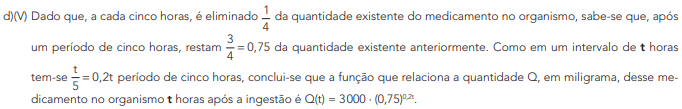 d)(V) Dado que, a cada cinco horas, é eliminado 1/4 da quantidade existente do medicamento no organismo, sabe-se que, após
um período de cinco horas, restam 3/4 = 0,75 da quantidade existente anteriormente. Como em um intervalo de t horas
tem-se t/5 = 0,2t período de cinco horas, conclui-se que a função que relaciona a quantidade Q, em miligrama, desse me-
dicamento no organismo t horas após a ingestão é Q(t) = 3 000 · (0,75)^0,2t.